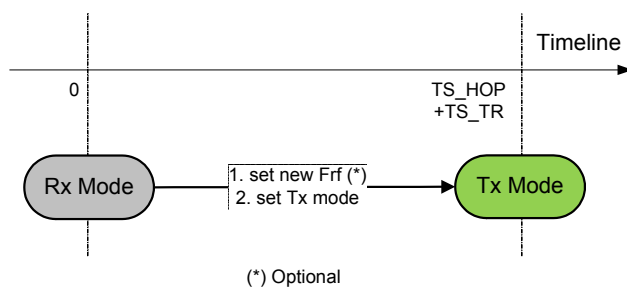 Timeline
0
TS_HOP
+TS_TR
Rx Mode
1. set new Frf (*)
2. set Tx mode
Tx Mode
(*) Optional